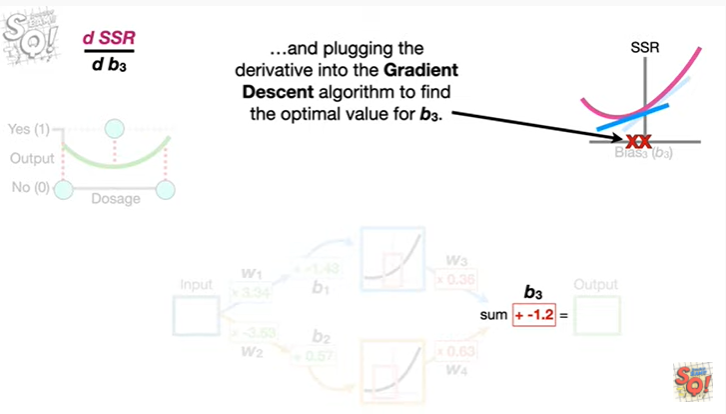 d SSR
d b₃
...and plugging the
derivative into the Gradient
Descent algorithm to find
the optimal value for b₃.
SSR
XX
Bias₃ (b₃)
Yes (1)
Output
No (0)
Dosage
Input
W₁
x 3.34
+ -1.43
b₁
W₃
x 0.36
b₃
sum + -1.2 =
Output
x -3.53
W₂
b₂
+ 0.57
x 0.63
W₄
SQ!